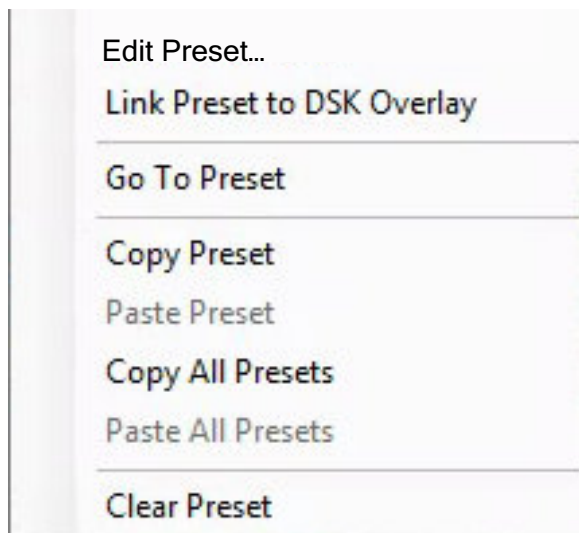 Edit Preset...
Link Preset to DSK Overlay
Go To Preset
Copy Preset
Paste Preset
Copy All Presets
Paste All Presets
Clear Preset